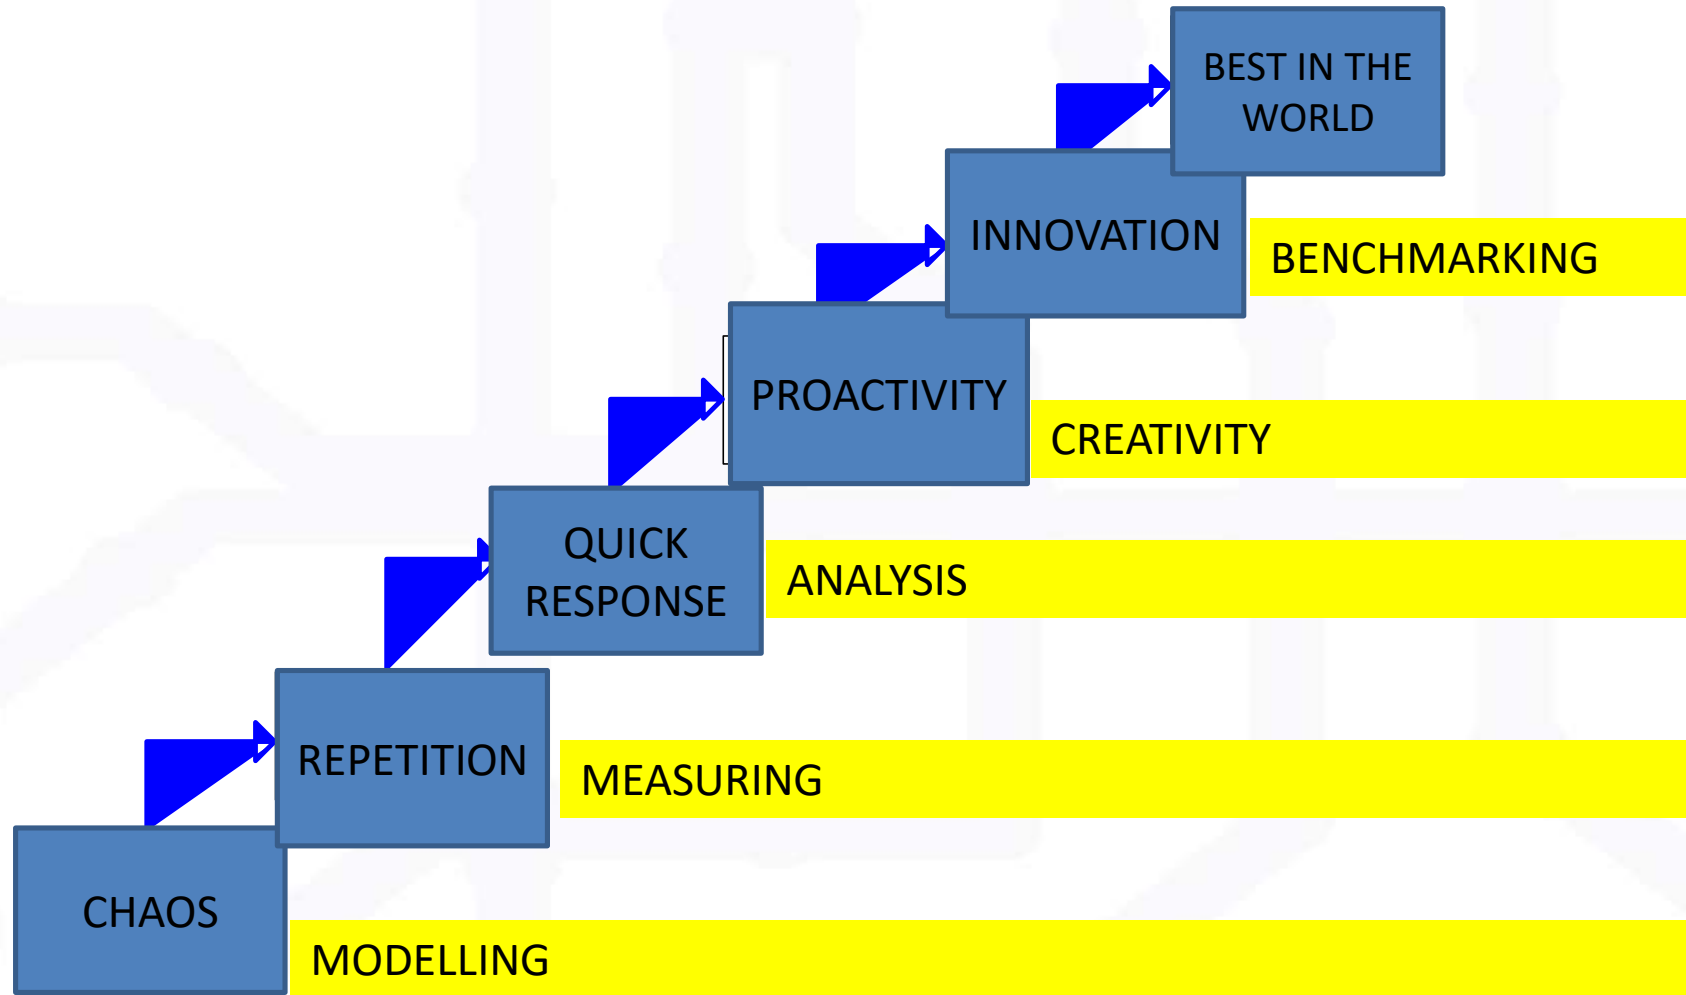 BEST IN THE
WORLD
INNOVATION
BENCHMARKING
PROACTIVITY
CREATIVITY
QUICK
RESPONSE
ANALYSIS
REPETITION
MEASURING
CHAOS
MODELLING